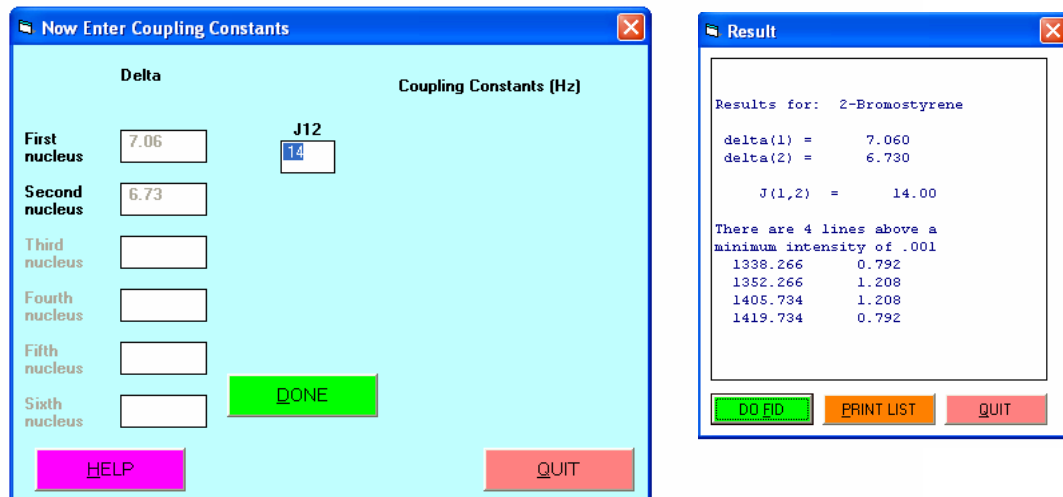 Now Enter Coupling Constants
Delta
Coupling Constants (Hz)
First
nucleus
7.06
J12
14
Second
nucleus
6.73
Third
nucleus
Fourth
nucleus
Fifth
nucleus
Sixth
nucleus
DONE
HELP
QUIT
Result
Results for: 2-Bromostyrene
delta(1) = 7.060
delta(2) = 6.730
J(1,2) = 14.00
There are 4 lines above a
minimum intensity of .001
1338.266 0.792
1352.266 1.208
1405.734 1.208
1419.734 0.792
DO FID
PRINT LIST
QUIT